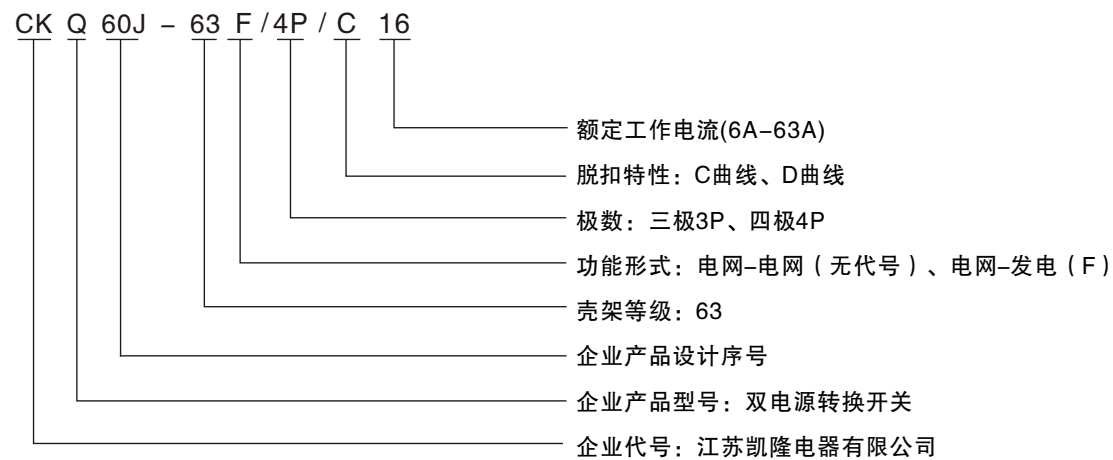 CK Q 60J – 63 F / 4P / C 16
额定工作电流(6A–63A)
脱扣特性：C曲线、D曲线
极数：三极3P、四极4P
功能形式：电网–电网（无代号）、电网–发电（F）
壳架等级：63
企业产品设计序号
企业产品型号：双电源转换开关
企业代号：江苏凯隆电器有限公司